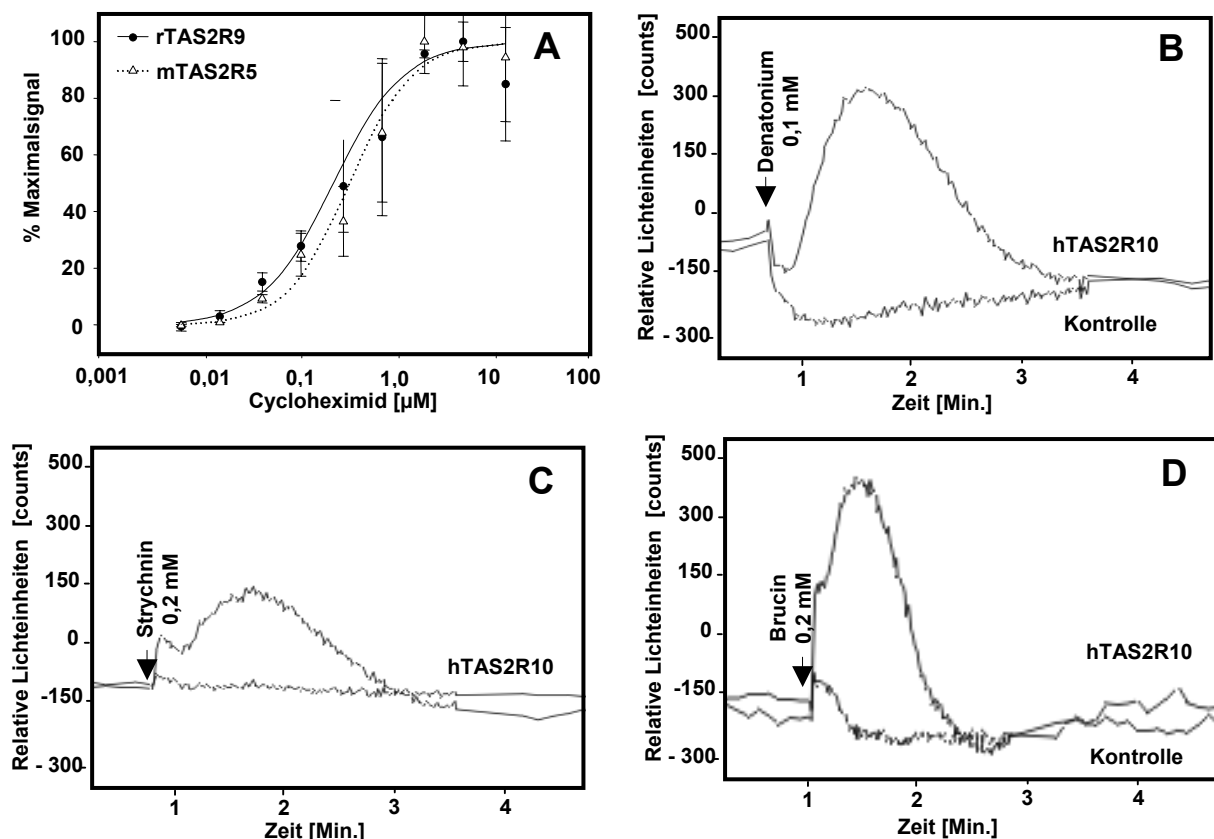 A
rTAS2R9
mTAS2R5
% Maximalsignal
100
80
60
40
20
0
0,001
0,01
0,1
1,0
10
100
Cycloheximid [µM]
B
Relative Lichteinheiten [counts]
500
300
150
0
-150
- 300
Denatonium
0,1 mM
hTAS2R10
Kontrolle
1
2
3
4
Zeit [Min.]
C
Relative Lichteinheiten [counts]
500
300
150
0
-150
- 300
Strychnin
0,2 mM
hTAS2R10
1
2
3
4
Zeit [Min.]
D
Relative Lichteinheiten [counts]
500
300
150
0
-150
- 300
Brucin
0,2 mM
hTAS2R10
Kontrolle
1
2
3
4
Zeit [Min.]